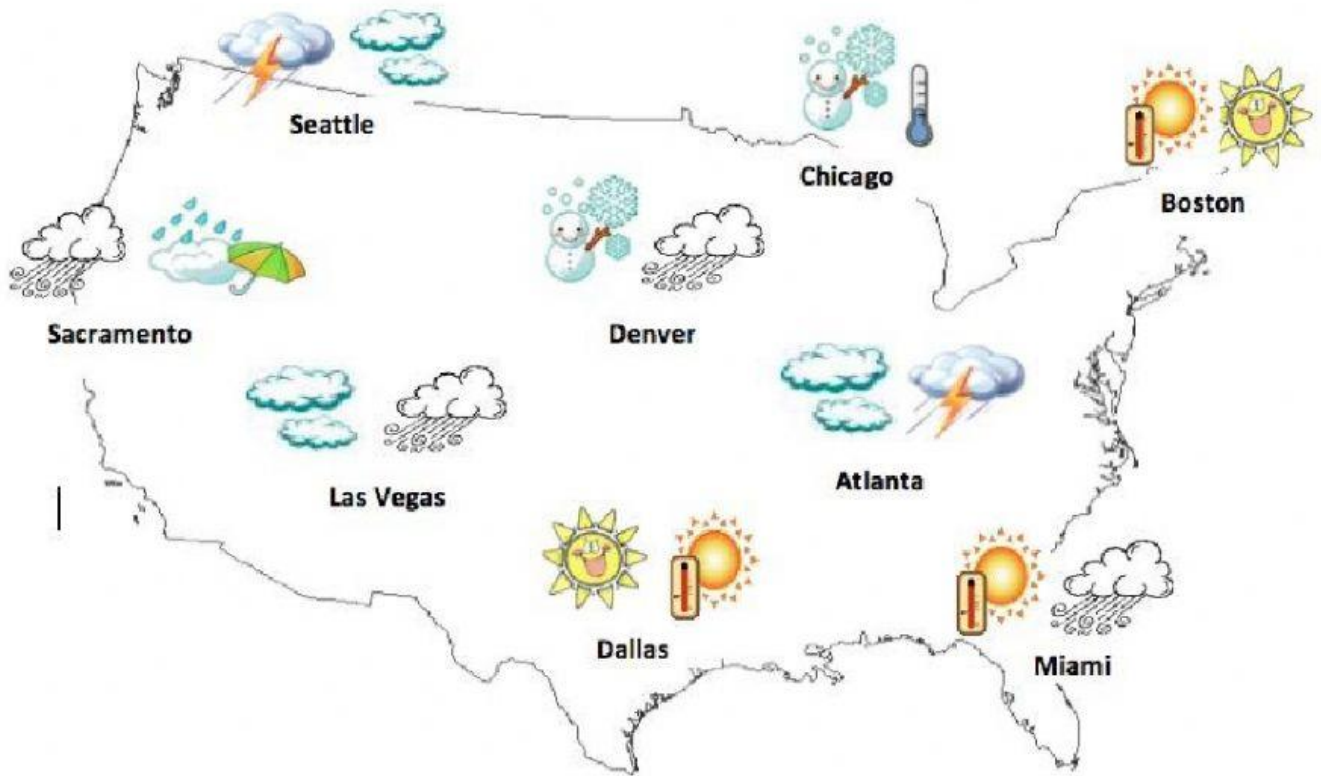 Seattle
Chicago
Boston
Sacramento
Denver
Las Vegas
Atlanta
Dallas
Miami